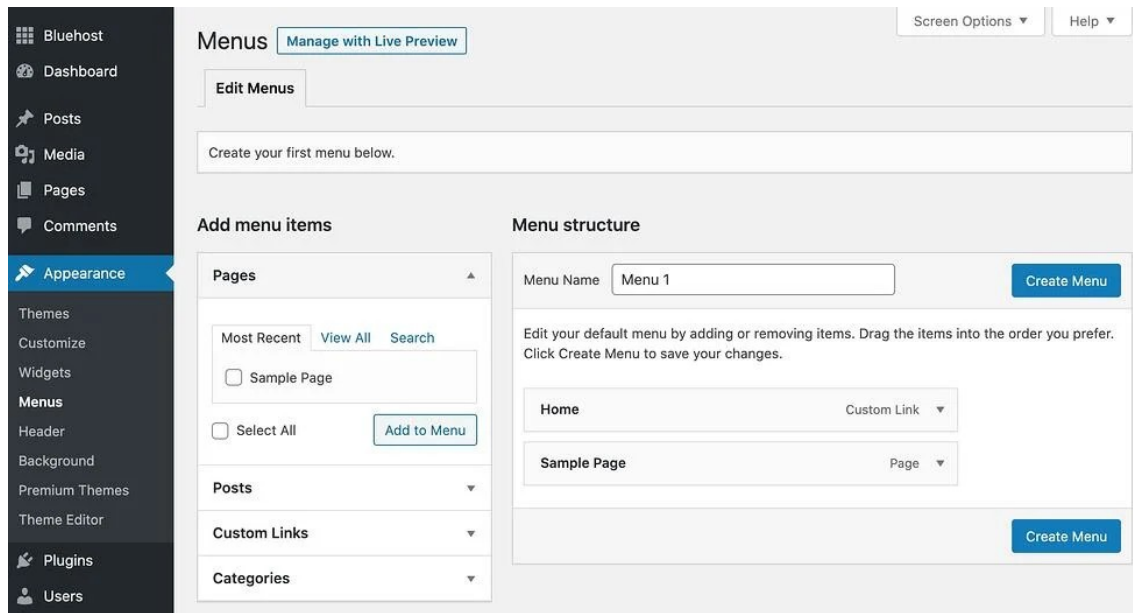 Bluehost
Dashboard
Posts
Media
Pages
Comments
Appearance
Themes
Customize
Widgets
Menus
Header
Background
Premium Themes
Theme Editor
Plugins
Users
Screen Options
Help
Menus
Manage with Live Preview
Edit Menus
Create your first menu below.
Add menu items
Pages
Most Recent View All Search
Sample Page
Select All Add to Menu
Posts
Custom Links
Categories
Menu structure
Menu Name Menu 1 Create Menu
Edit your default menu by adding or removing items. Drag the items into the order you prefer.
Click Create Menu to save your changes.
Home Custom Link
Sample Page Page
Create Menu